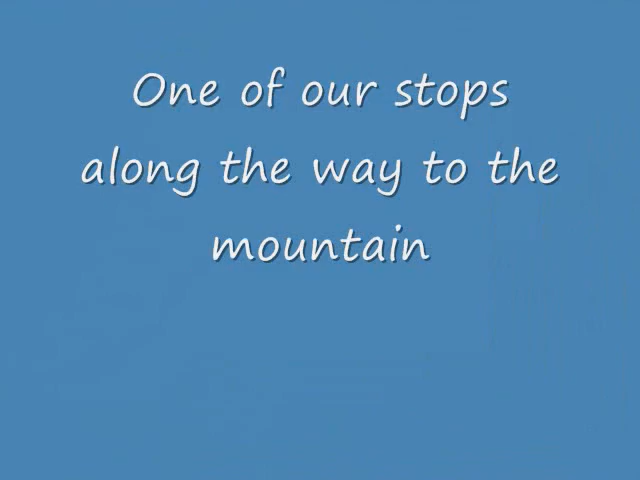 One of our stops
along the way to the
mountain